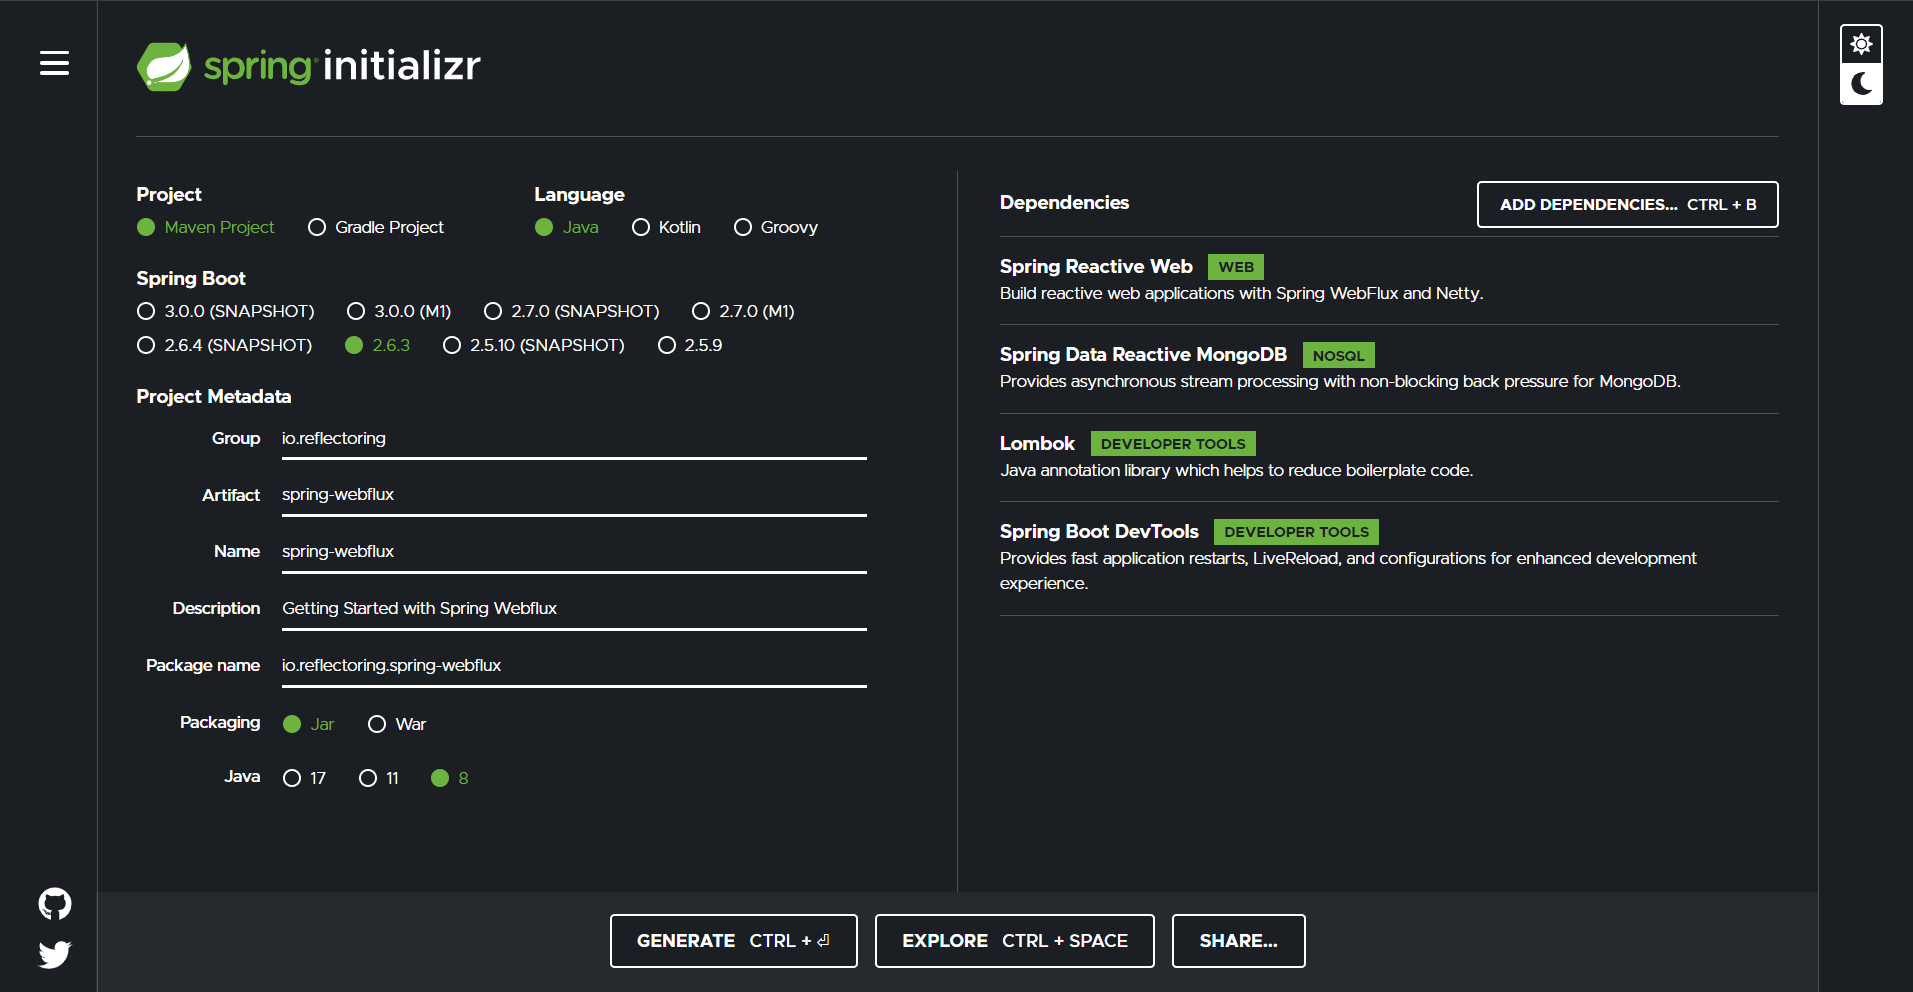 spring initializr
Project
Maven Project Gradle Project
Language
Java Kotlin Groovy
Spring Boot
3.0.0 (SNAPSHOT) 3.0.0 (M1) 2.7.0 (SNAPSHOT) 2.7.0 (M1)
2.6.4 (SNAPSHOT) 2.6.3 2.5.10 (SNAPSHOT) 2.5.9
Project Metadata
Group io.reflectoring
Artifact spring-webflux
Name spring-webflux
Description Getting Started with Spring Webflux
Package name io.reflectoring.spring-webflux
Packaging Jar War
Java 17 11 8
Dependencies
ADD DEPENDENCIES... CTRL + B
Spring Reactive Web WEB
Build reactive web applications with Spring WebFlux and Netty.
Spring Data Reactive MongoDB NOSQL
Provides asynchronous stream processing with non-blocking back pressure for MongoDB.
Lombok DEVELOPER TOOLS
Java annotation library which helps to reduce boilerplate code.
Spring Boot DevTools DEVELOPER TOOLS
Provides fast application restarts, LiveReload, and configurations for enhanced development
experience.
GENERATE CTRL + ⏎
EXPLORE CTRL + SPACE
SHARE...